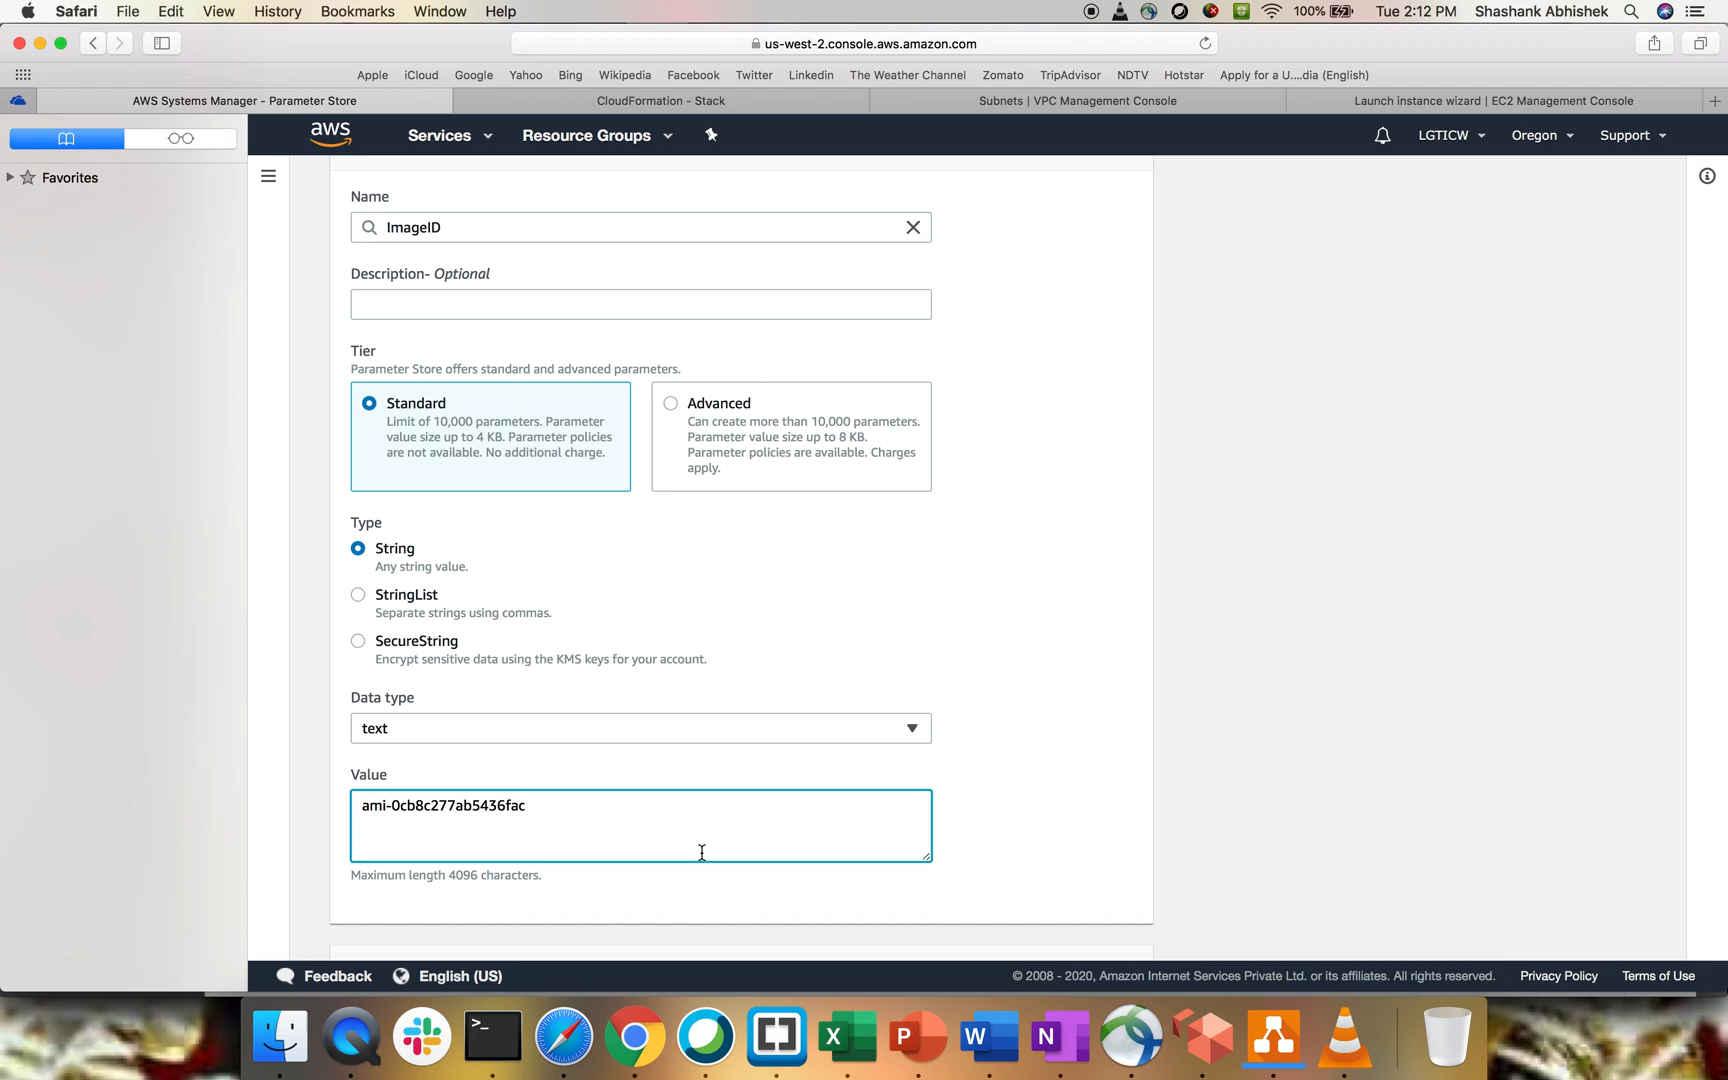 Safari File Edit View History Bookmarks Window Help 100% Tue 2:12 PM Shashank Abhishek
us-west-2.console.aws.amazon.com
Apple iCloud Google Yahoo Bing Wikipedia Facebook Twitter Linkedin The Weather Channel Zomato TripAdvisor NDTV Hotstar Apply for a U....dia (English)
AWS Systems Manager - Parameter Store CloudFormation - Stack Subnets | VPC Management Console Launch instance wizard | EC2 Management Console
aws Services Resource Groups LGTICW Oregon Support
Favorites
Name
ImageID
Description- Optional
Tier
Parameter Store offers standard and advanced parameters.
Standard
Limit of 10,000 parameters. Parameter
value size up to 4 KB. Parameter policies
are not available. No additional charge.
Advanced
Can create more than 10,000 parameters.
Parameter value size up to 8 KB.
Parameter policies are available. Charges
apply.
Type
String
Any string value.
StringList
Separate strings using commas.
SecureString
Encrypt sensitive data using the KMS keys for your account.
Data type
text
Value
ami-0cb8c277ab5436fac
Maximum length 4096 characters.
Feedback English (US) © 2008 - 2020, Amazon Internet Services Private Ltd. or its affiliates. All rights reserved. Privacy Policy Terms of Use
>_ X P W N